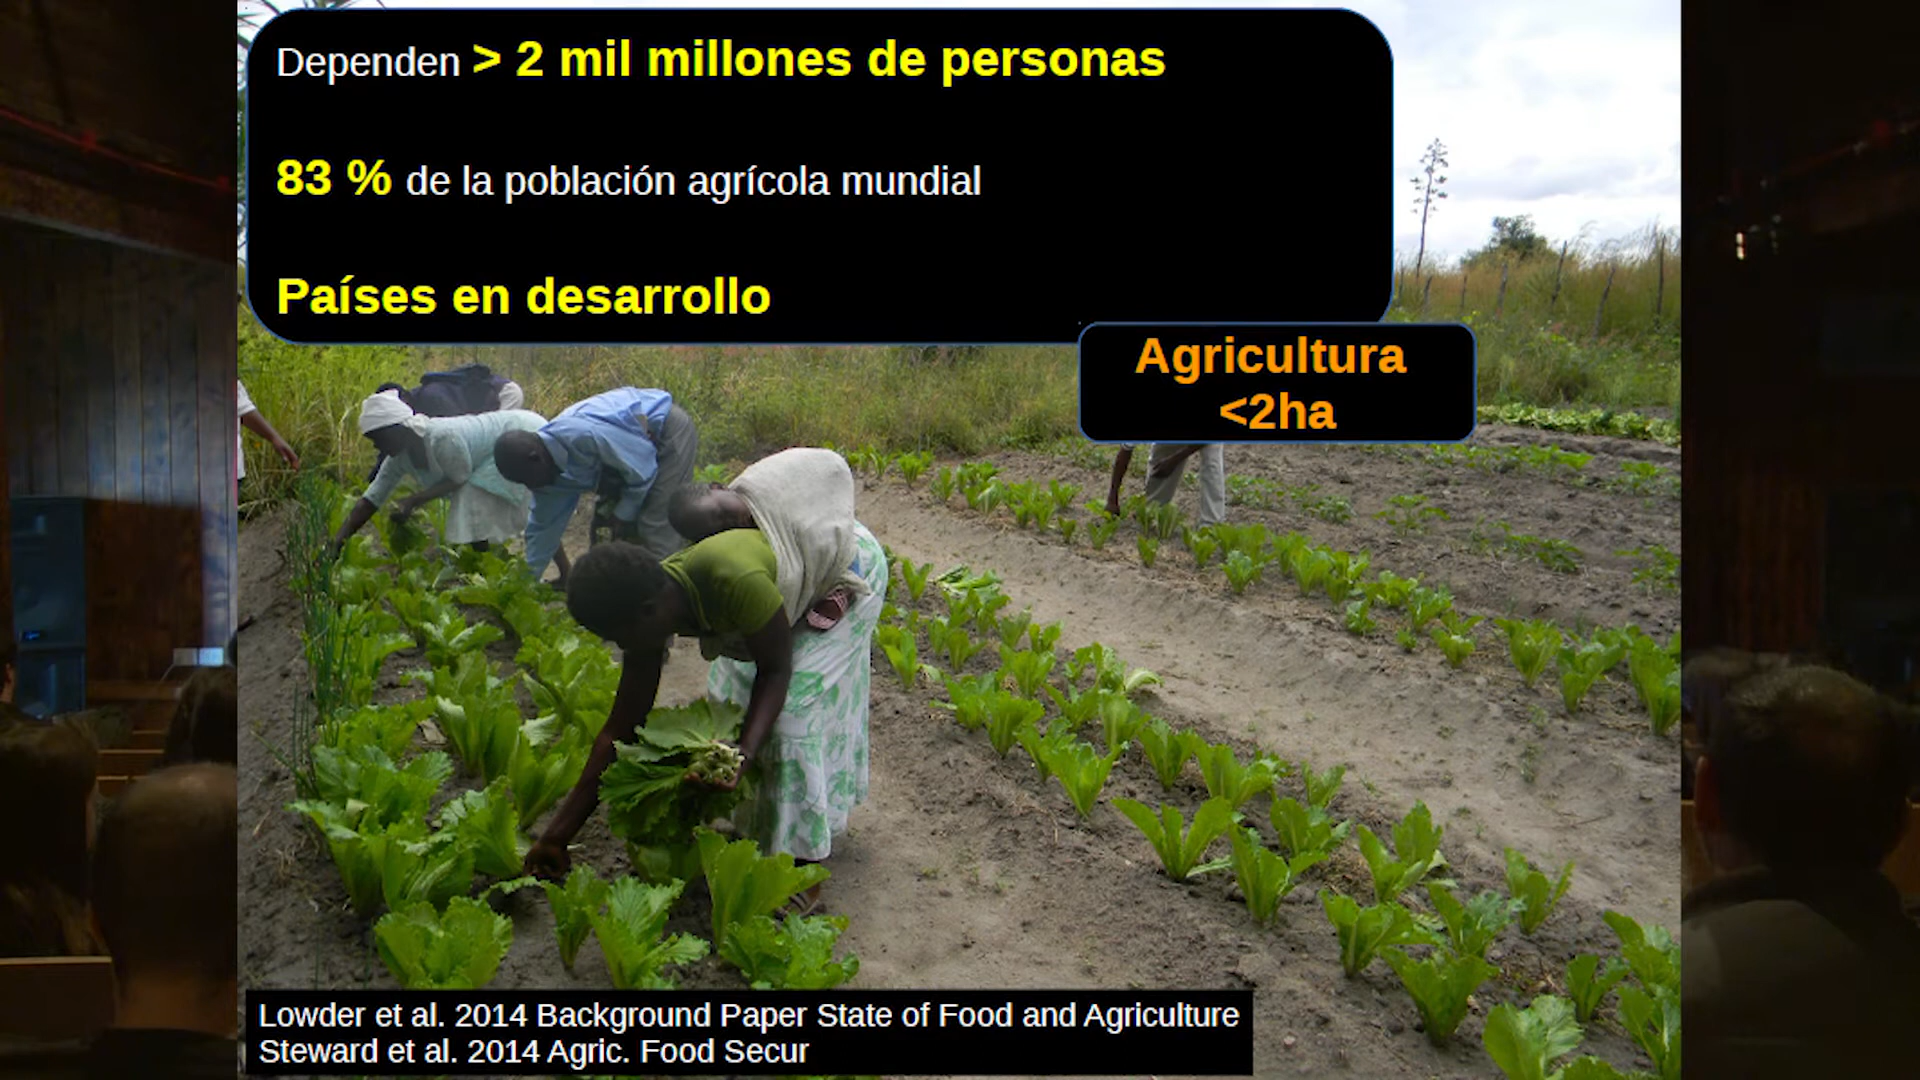 Dependen > 2 mil millones de personas
83 % de la población agrícola mundial
Países en desarrollo
Agricultura
<2ha
Lowder et al. 2014 Background Paper State of Food and Agriculture
Steward et al. 2014 Agric. Food Secur